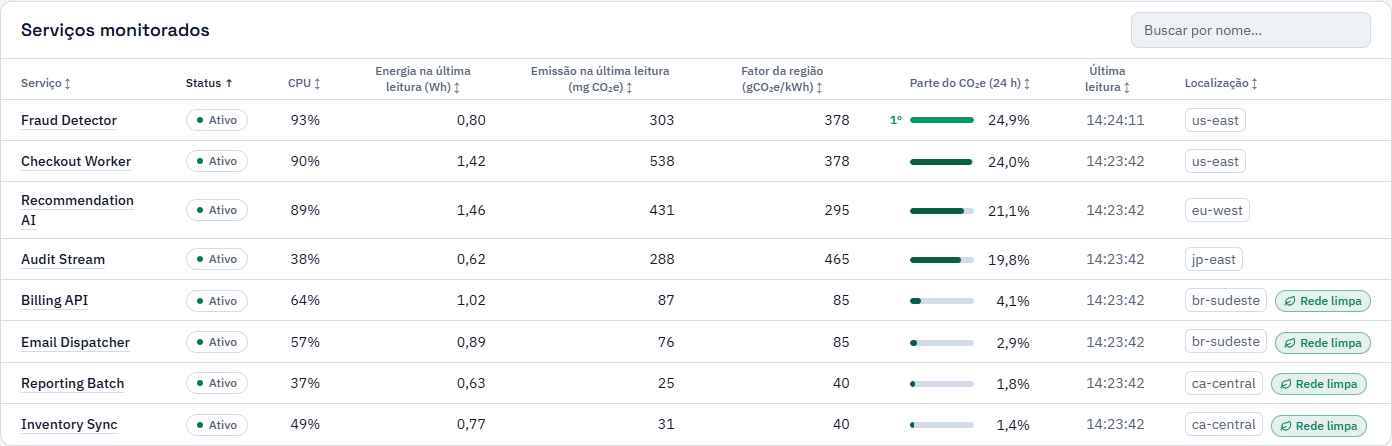 Serviços monitorados
Buscar por nome...
Serviço ↕ Status ↑ CPU ↕ Energia na última leitura (Wh) ↕ Emissão na última leitura (mg CO₂e) ↕ Fator da região (gCO₂e/kWh) ↕ Parte do CO₂e (24 h) ↕ Última leitura ↕ Localização ↕
Fraud Detector Ativo 93% 0,80 303 378 1º 24,9% 14:24:11 us-east
Checkout Worker Ativo 90% 1,42 538 378 24,0% 14:23:42 us-east
Recommendation AI Ativo 89% 1,46 431 295 21,1% 14:23:42 eu-west
Audit Stream Ativo 38% 0,62 288 465 19,8% 14:23:42 jp-east
Billing API Ativo 64% 1,02 87 85 4,1% 14:23:42 br-sudeste Rede limpa
Email Dispatcher Ativo 57% 0,89 76 85 2,9% 14:23:42 br-sudeste Rede limpa
Reporting Batch Ativo 37% 0,63 25 40 1,8% 14:23:42 ca-central Rede limpa
Inventory Sync Ativo 49% 0,77 31 40 1,4% 14:23:42 ca-central Rede limpa